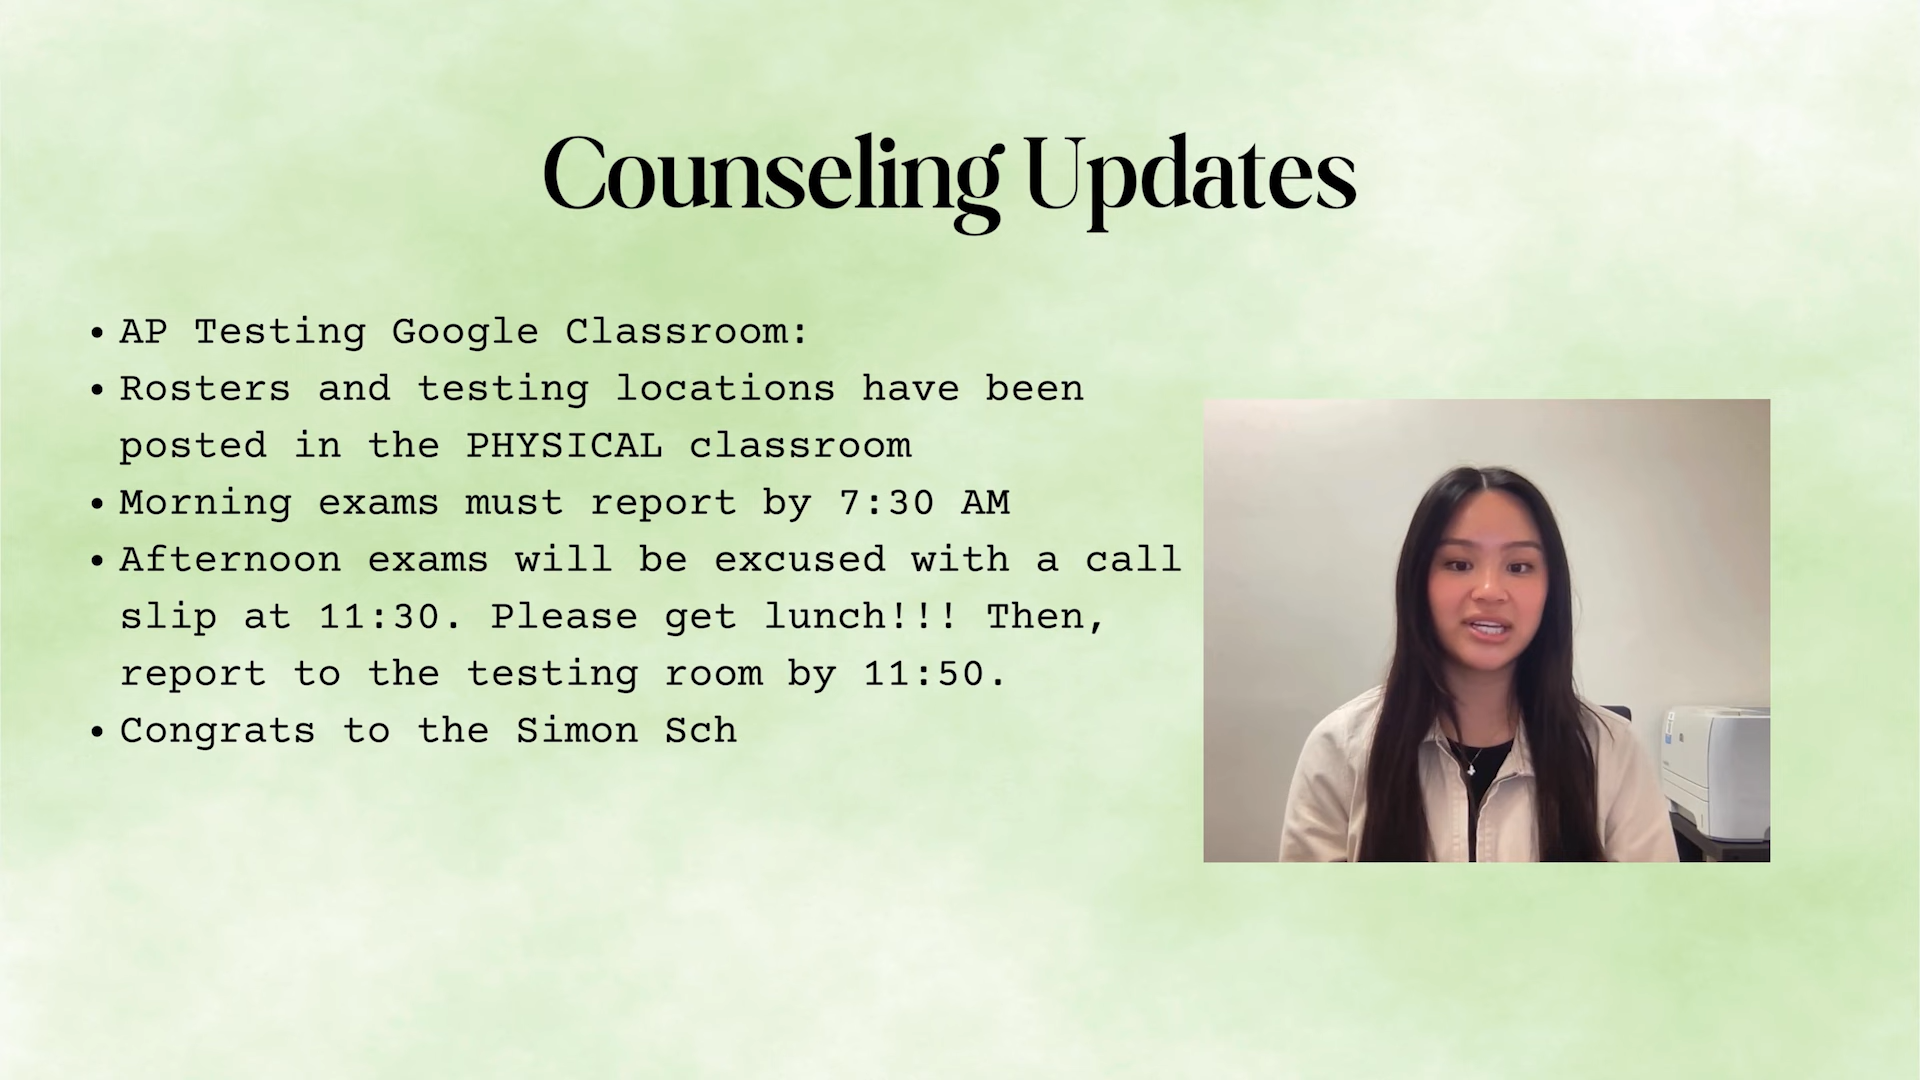 Counseling Updates
• AP Testing Google Classroom:
• Rosters and testing locations have been
posted in the PHYSICAL classroom
• Morning exams must report by 7:30 AM
• Afternoon exams will be excused with a call
slip at 11:30. Please get lunch!!! Then,
report to the testing room by 11:50.
• Congrats to the Simon Sch